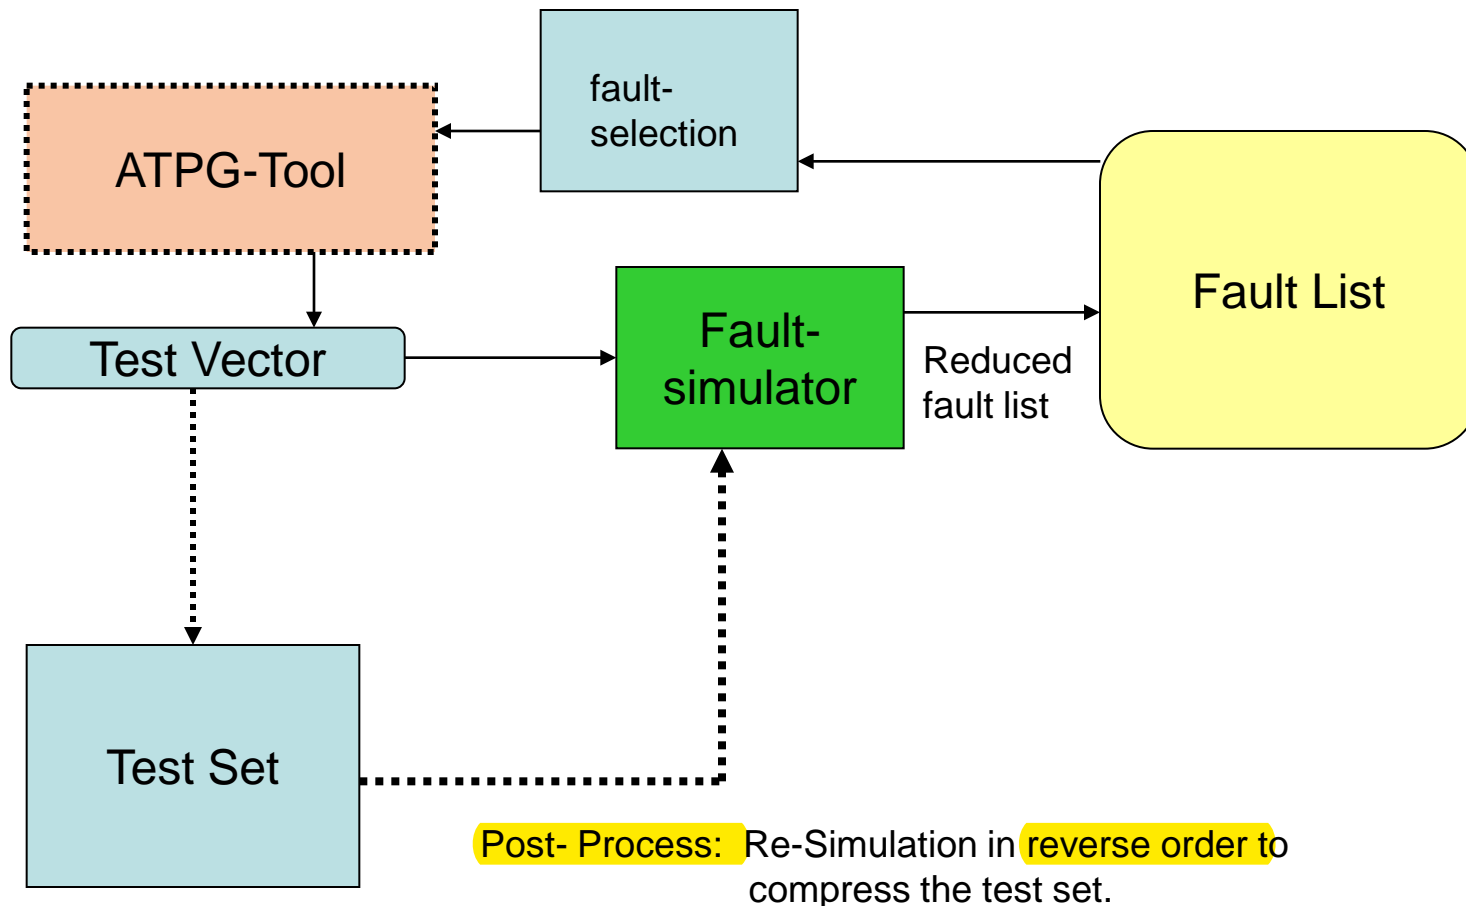 fault-
selection
ATPG-Tool
Fault List
Fault-
simulator
Test Vector
Reduced
fault list
Test Set
Post- Process: Re-Simulation in reverse order to
compress the test set.